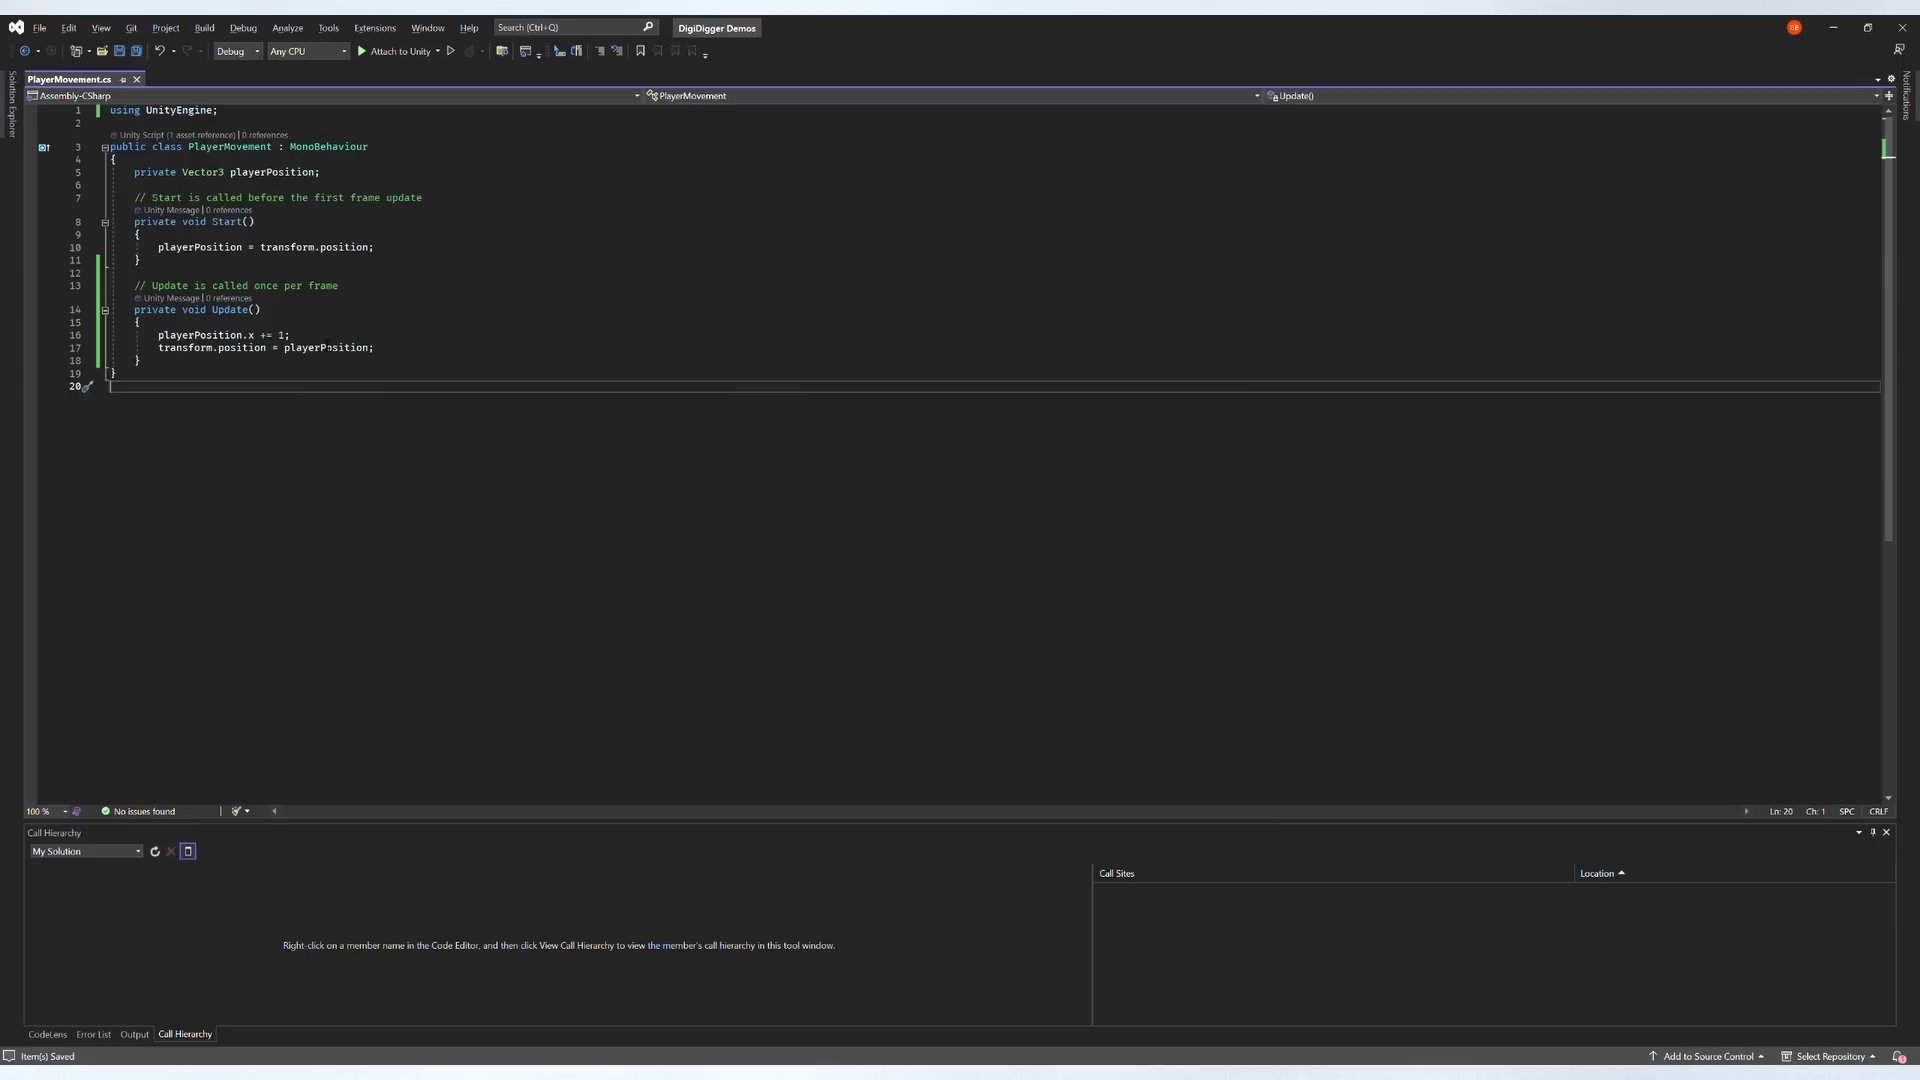 File Edit View Git Project Build Debug Analyze Tools Extensions Window Help Search (Ctrl+Q) DigiDigger Demos
Debug Any CPU Attach to Unity
PlayerMovement.cs
Assembly-CSharp PlayerMovement Update()
Solution Explorer
Notifications
1 using UnityEngine;
2
Unity Script (1 asset reference) | 0 references
3 public class PlayerMovement : MonoBehaviour
4 {
5 private Vector3 playerPosition;
6
7 // Start is called before the first frame update
Unity Message | 0 references
8 private void Start()
9 {
10 playerPosition = transform.position;
11 }
12
13 // Update is called once per frame
Unity Message | 0 references
14 private void Update()
15 {
16 playerPosition.x += 1;
17 transform.position = playerPosition;
18 }
19 }
20
100 % No issues found Ln: 20 Ch: 1 SPC CRLF
Call Hierarchy
My Solution
Call Sites Location
Right-click on a member name in the Code Editor, and then click View Call Hierarchy to view the member's call hierarchy in this tool window.
CodeLens Error List Output Call Hierarchy
Item(s) Saved Add to Source Control Select Repository